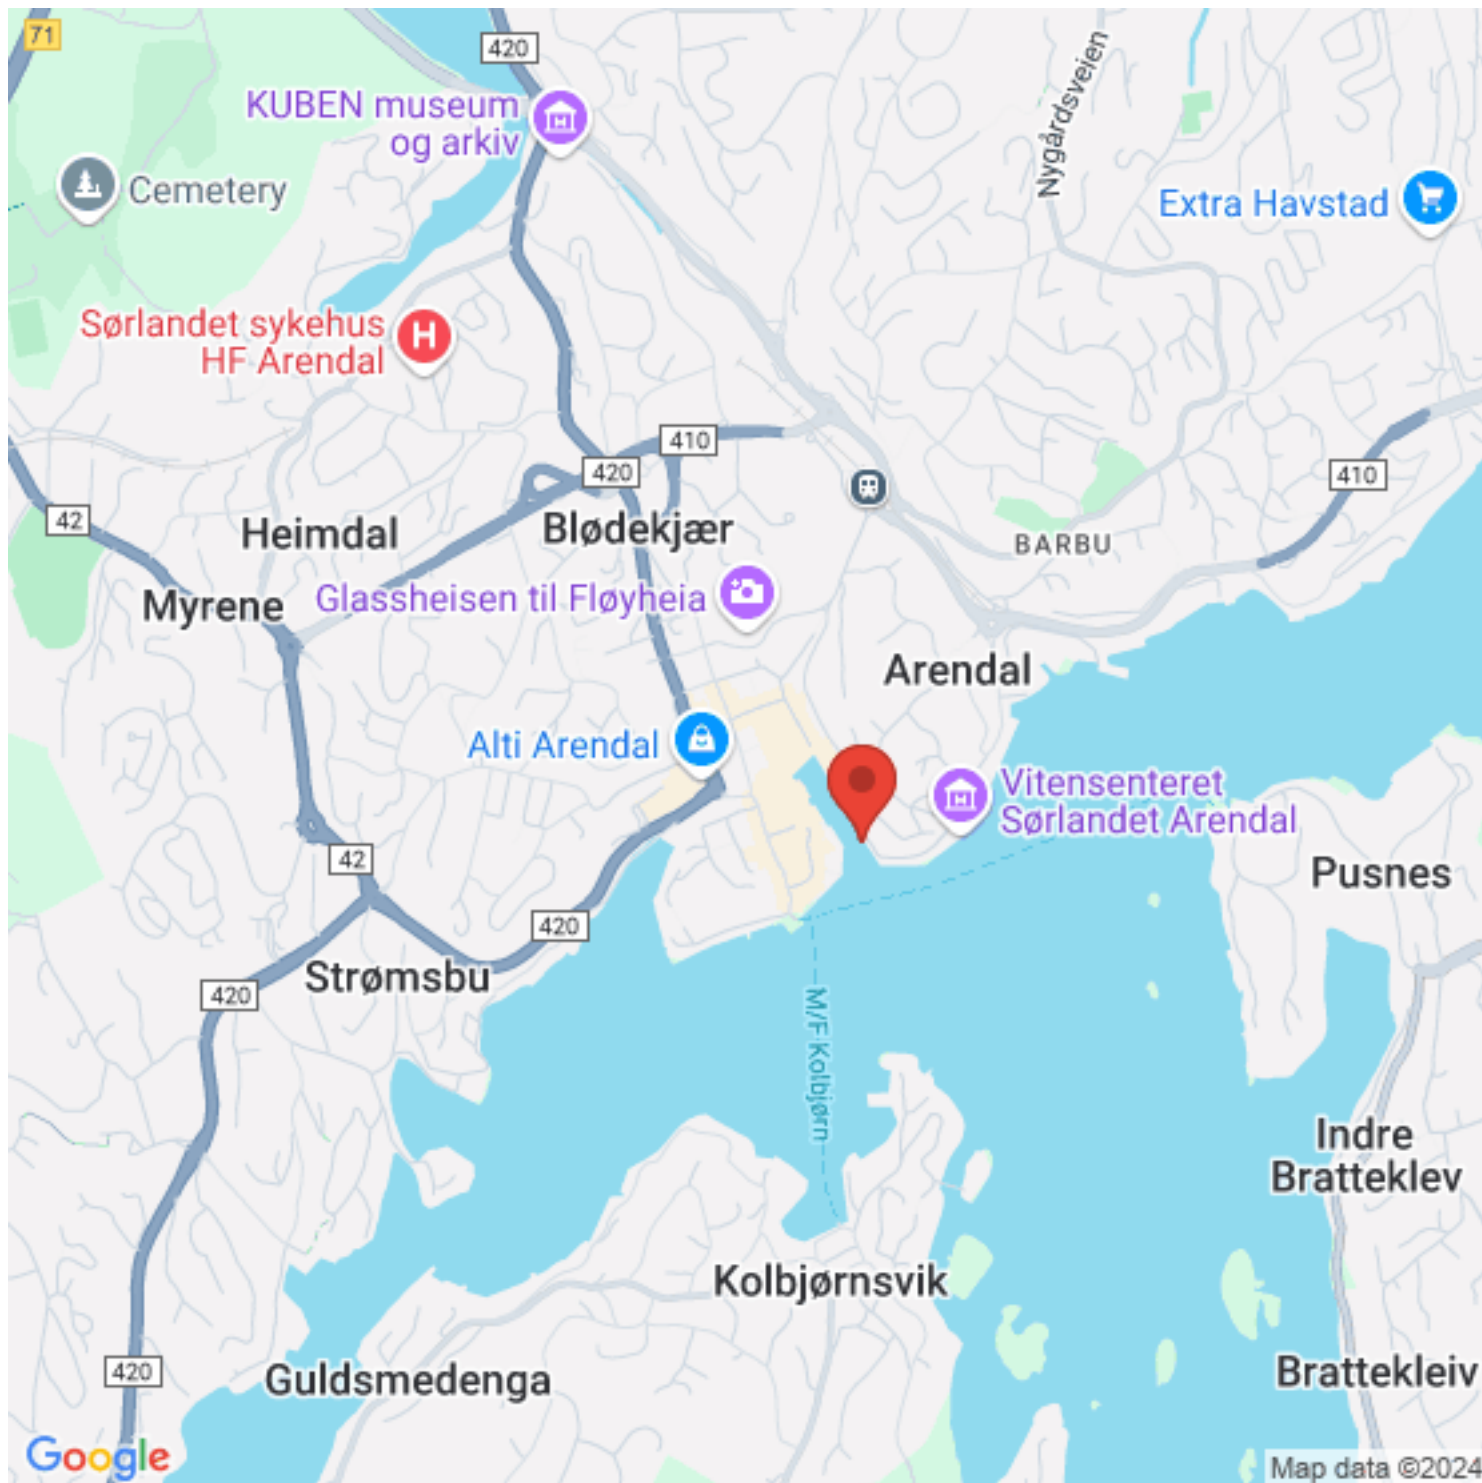 71
420
KUBEN museum
og arkiv
Nygårdsveien
Cemetery
Extra Havstad
Sørlandet sykehus
HF Arendal
H
410
420
410
42
Heimdal
Blødekjær
BARBU
Myrene
Glassheisen til Fløyheia
Arendal
Alti Arendal
Vitensenteret
Sørlandet Arendal
42
Pusnes
420
Strømsbu
420
M/F Kolbjørn
Indre
Bratteklev
Kolbjørnsvik
420
Guldsmedenga
Brattekleiv
Google
Map data ©2024